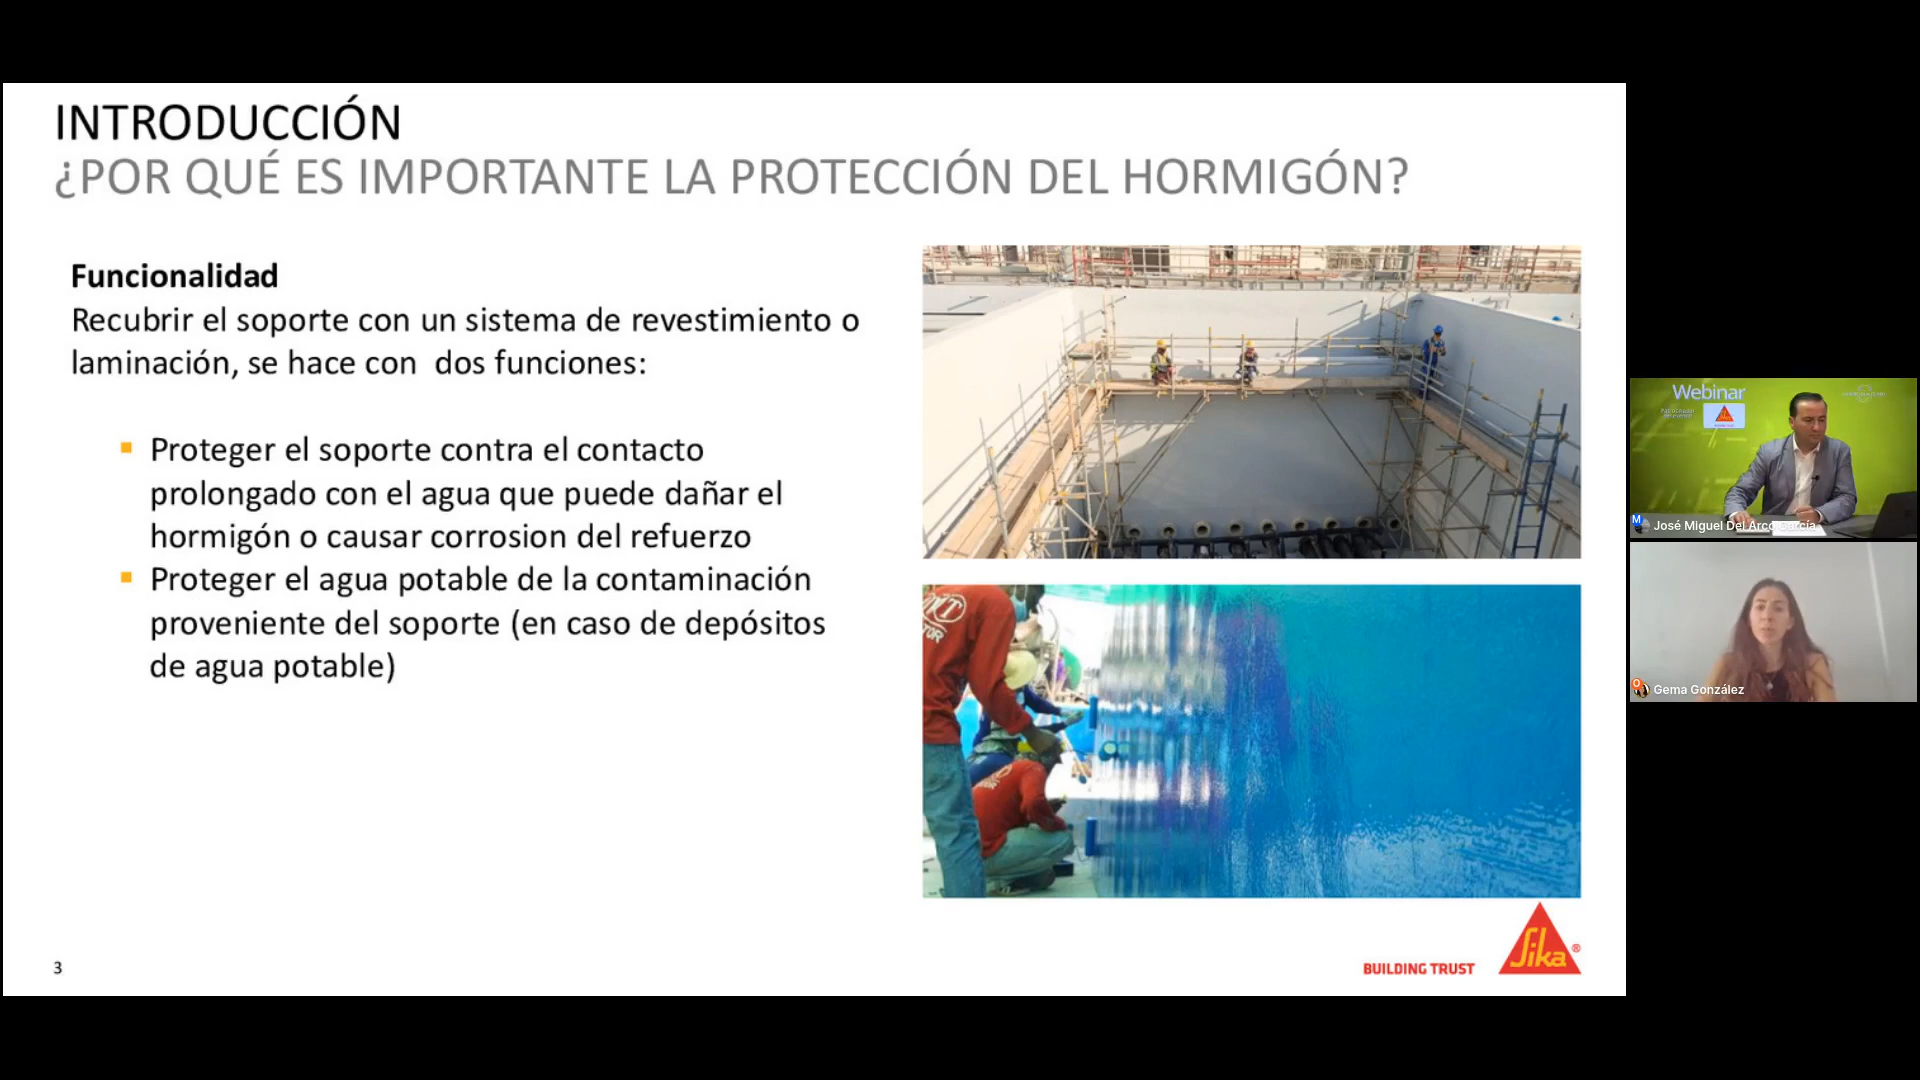 INTRODUCCIÓN
¿POR QUÉ ES IMPORTANTE LA PROTECCIÓN DEL HORMIGÓN?
Funcionalidad
Recubrir el soporte con un sistema de revestimiento o
laminación, se hace con dos funciones:
Proteger el soporte contra el contacto
prolongado con el agua que puede dañar el
hormigón o causar corrosion del refuerzo
Proteger el agua potable de la contaminación
proveniente del soporte (en caso de depósitos
de agua potable)
3
BUILDING TRUST
Sika®
Webinar
M
José Miguel Del Arco García
O
Gema González